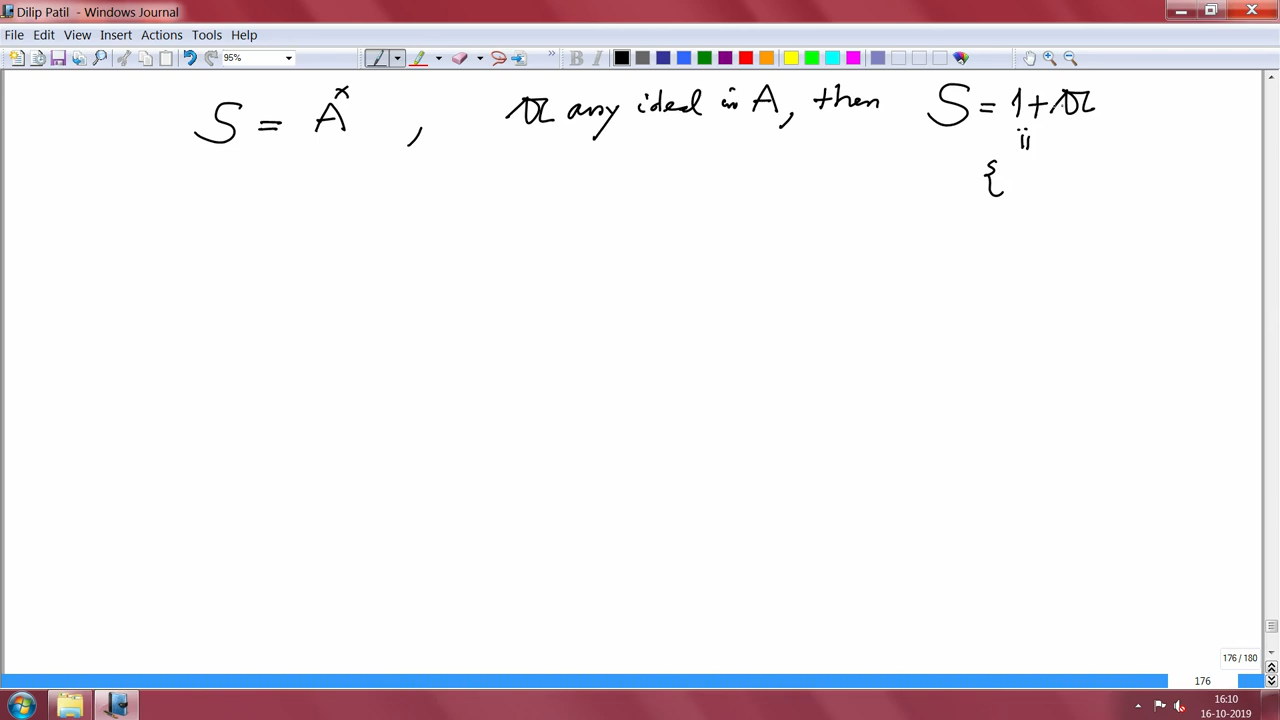 Dilip Patil - Windows Journal
File Edit View Insert Actions Tools Help
95%
S = A^× , 𝔞 any ideal in A, then S = 1 + 𝔞
{
176 / 180
176
16:10
16-10-2019